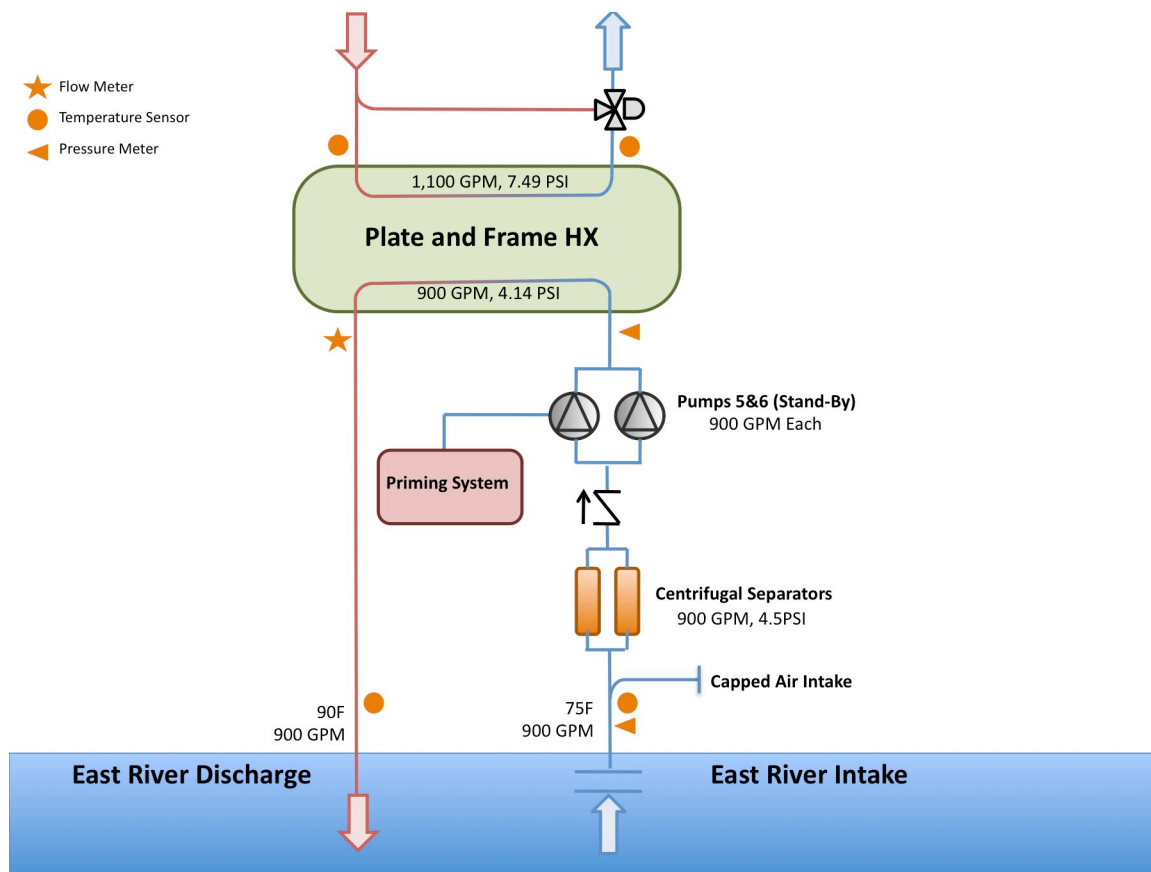 Flow Meter
Temperature Sensor
Pressure Meter
1,100 GPM, 7.49 PSI
Plate and Frame HX
900 GPM, 4.14 PSI
Pumps 5&6 (Stand-By)
900 GPM Each
Priming System
Centrifugal Separators
900 GPM, 4.5PSI
Capped Air Intake
90F
900 GPM
75F
900 GPM
East River Discharge
East River Intake